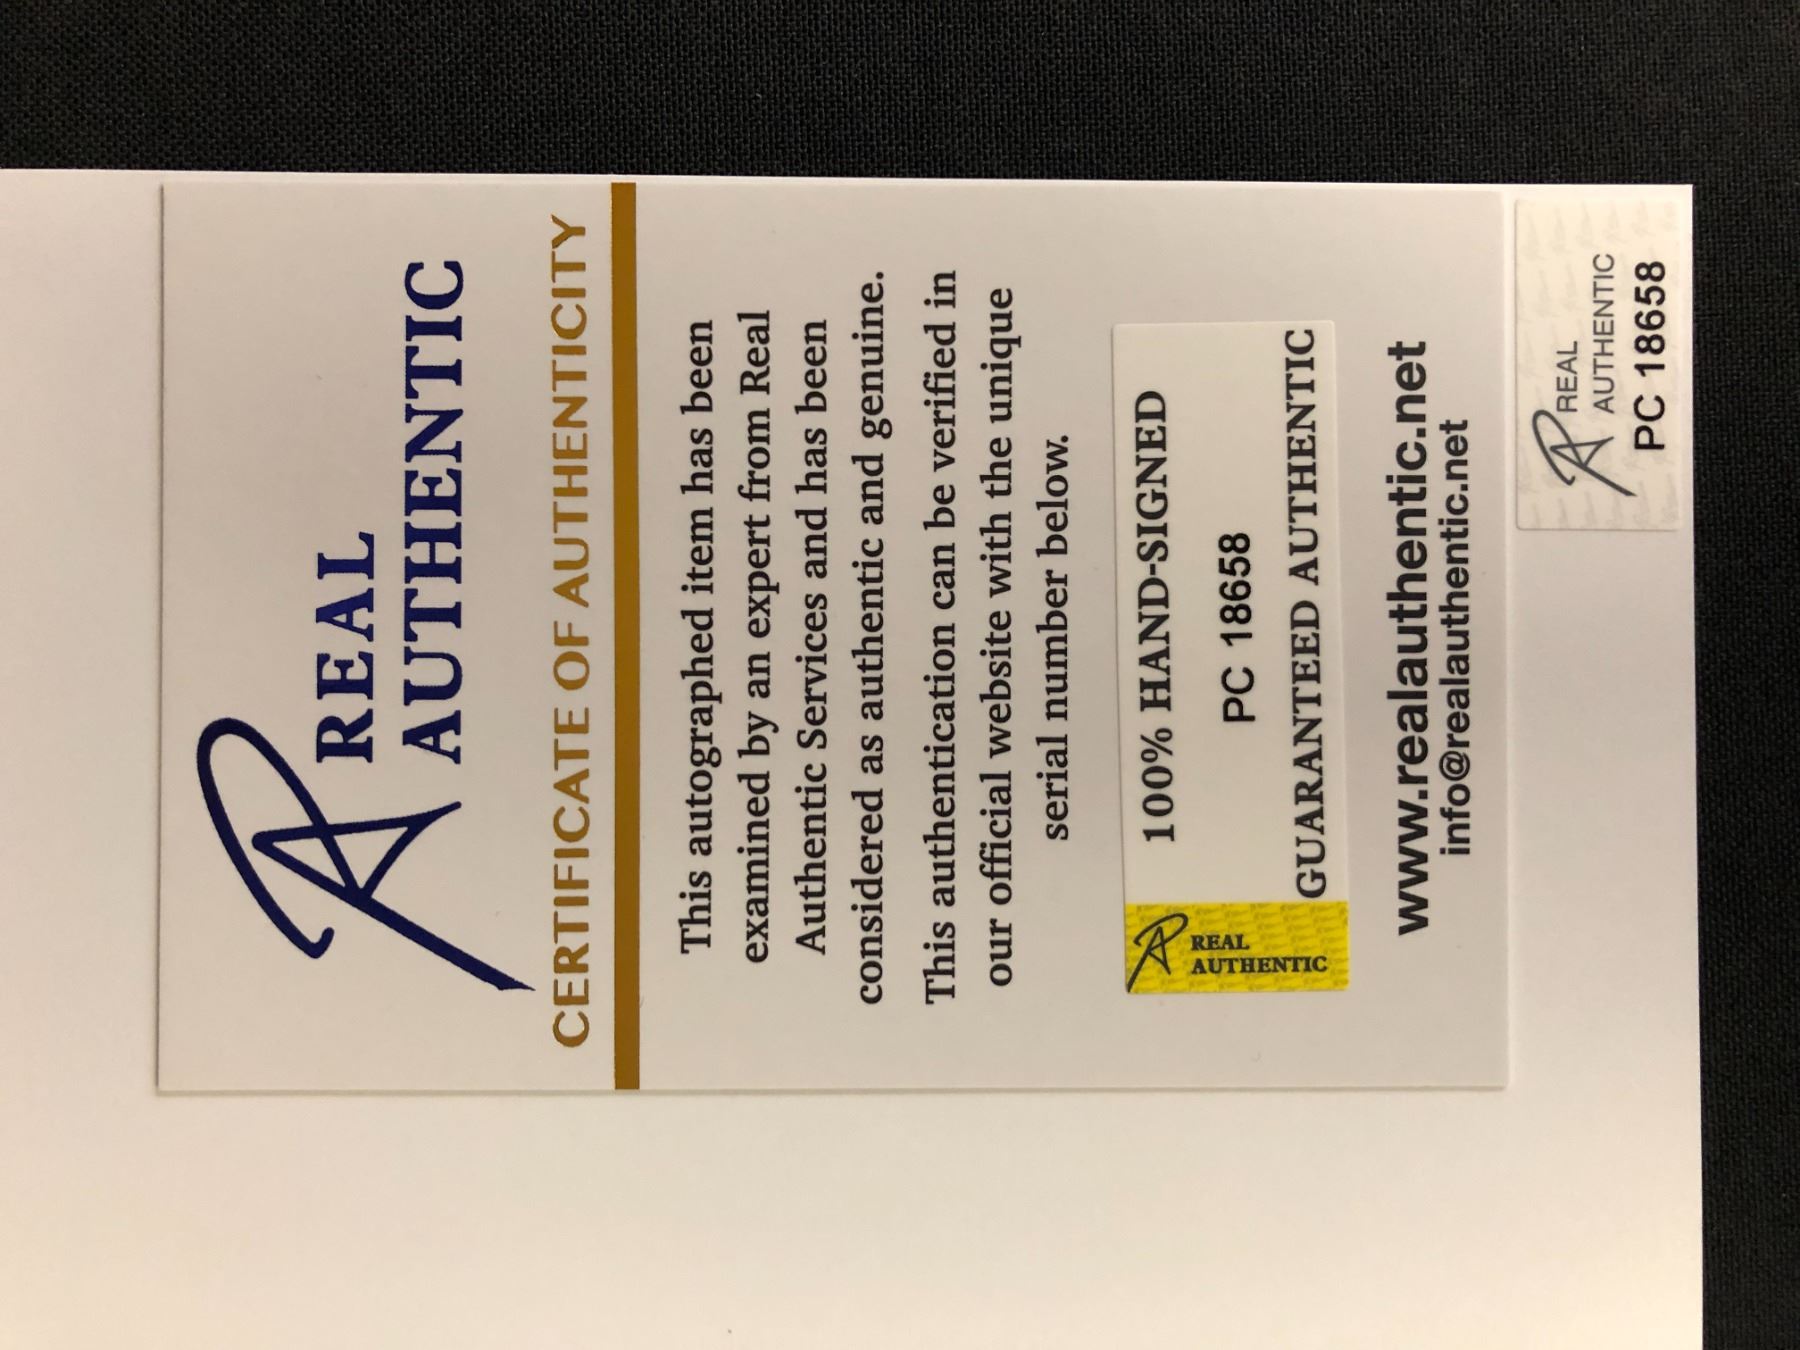 REAL
AUTHENTIC
CERTIFICATE OF AUTHENTICITY
This autographed item has been
examined by an expert from Real
Authentic Services and has been
considered as authentic and genuine.
This authentication can be verified in
our official website with the unique
serial number below.
REAL
AUTHENTIC
100% HAND-SIGNED
PC 18658
GUARANTEED AUTHENTIC
www.realauthentic.net
info@realauthentic.net
REAL
AUTHENTIC
PC 18658